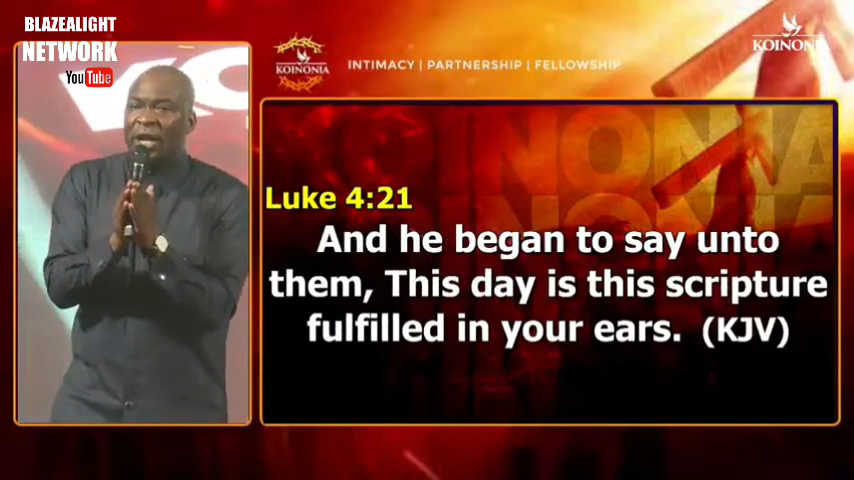 BLAZEALIGHT
NETWORK
YouTube
KOINONIA
INTIMACY | PARTNERSHIP | FELLOWSHIP
KOINONIA
KOINONIA
Luke 4:21
And he began to say unto
them, This day is this scripture
fulfilled in your ears. (KJV)